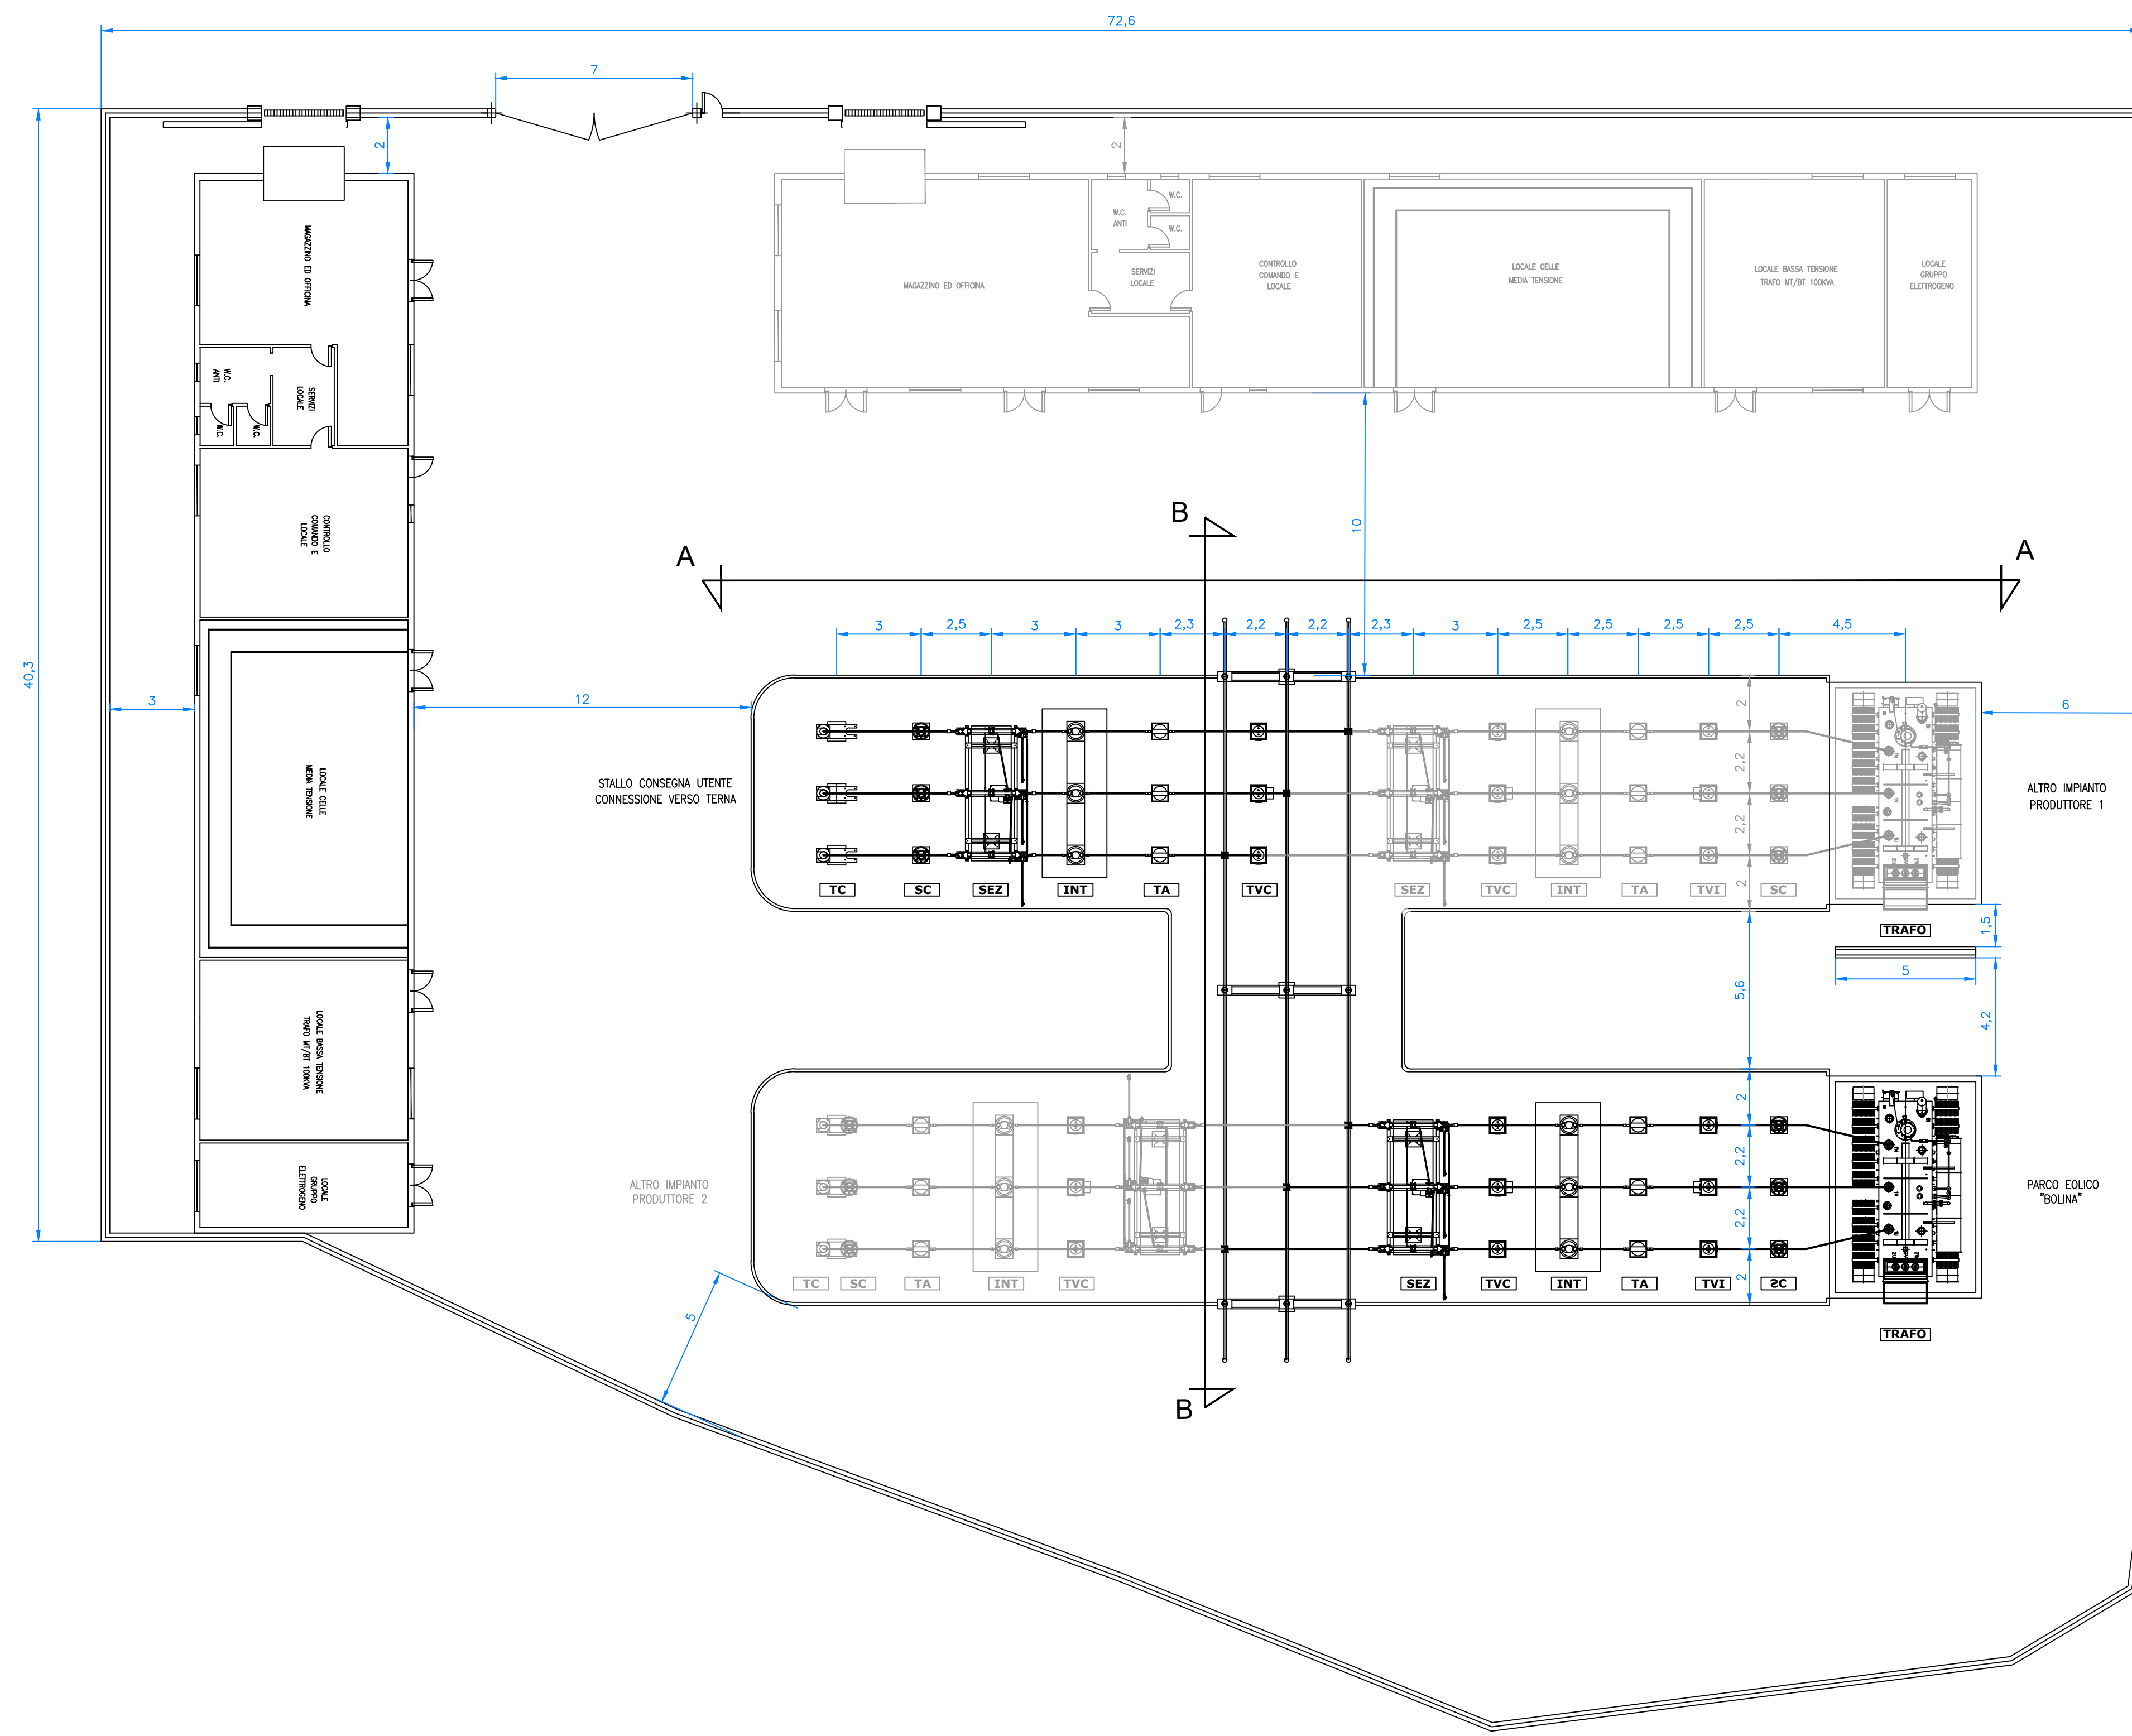 72,6
7
2
2
MAGAZZINO ED OFFICINA
W.C.
ANTI
SERVIZI
LOCALE
W.C.
W.C.
CONTROLLO
COMANDO E
LOCALE
LOCALE CELLE
MEDIA TENSIONE
LOCALE BASSA TENSIONE
TRAFO MT/BT 100KVA
LOCALE
GRUPPO
ELETTROGENO
MAGAZZINO ED OFFICINA
W.C.
ANTI
W.C.
W.C.
SERVIZI
LOCALE
CONTROLLO
COMANDO E
LOCALE
LOCALE CELLE
MEDIA TENSIONE
LOCALE BASSA TENSIONE
TRAFO MT/BT 100KVA
LOCALE
GRUPPO
ELETTROGENO
40,3
3
12
10
B
A A
3 2,5 3 3 2,3 2,2 2,2 2,3 3 2,5 2,5 2,5 2,5 4,5
6
STALLO CONSEGNA UTENTE
CONNESSIONE VERSO TERNA
ALTRO IMPIANTO
PRODUTTORE 1
2
2,2
2,2
2
TC SC SEZ INT TA TVC SEZ TVC INT TA TVI SC
TRAFO
1,5
5
5,6
4,2
2
2,2
2,2
2
ALTRO IMPIANTO
PRODUTTORE 2
PARCO EOLICO
"BOLINA"
TC SC TA INT TVC SEZ TVC INT TA TVI SC
TRAFO
5
B